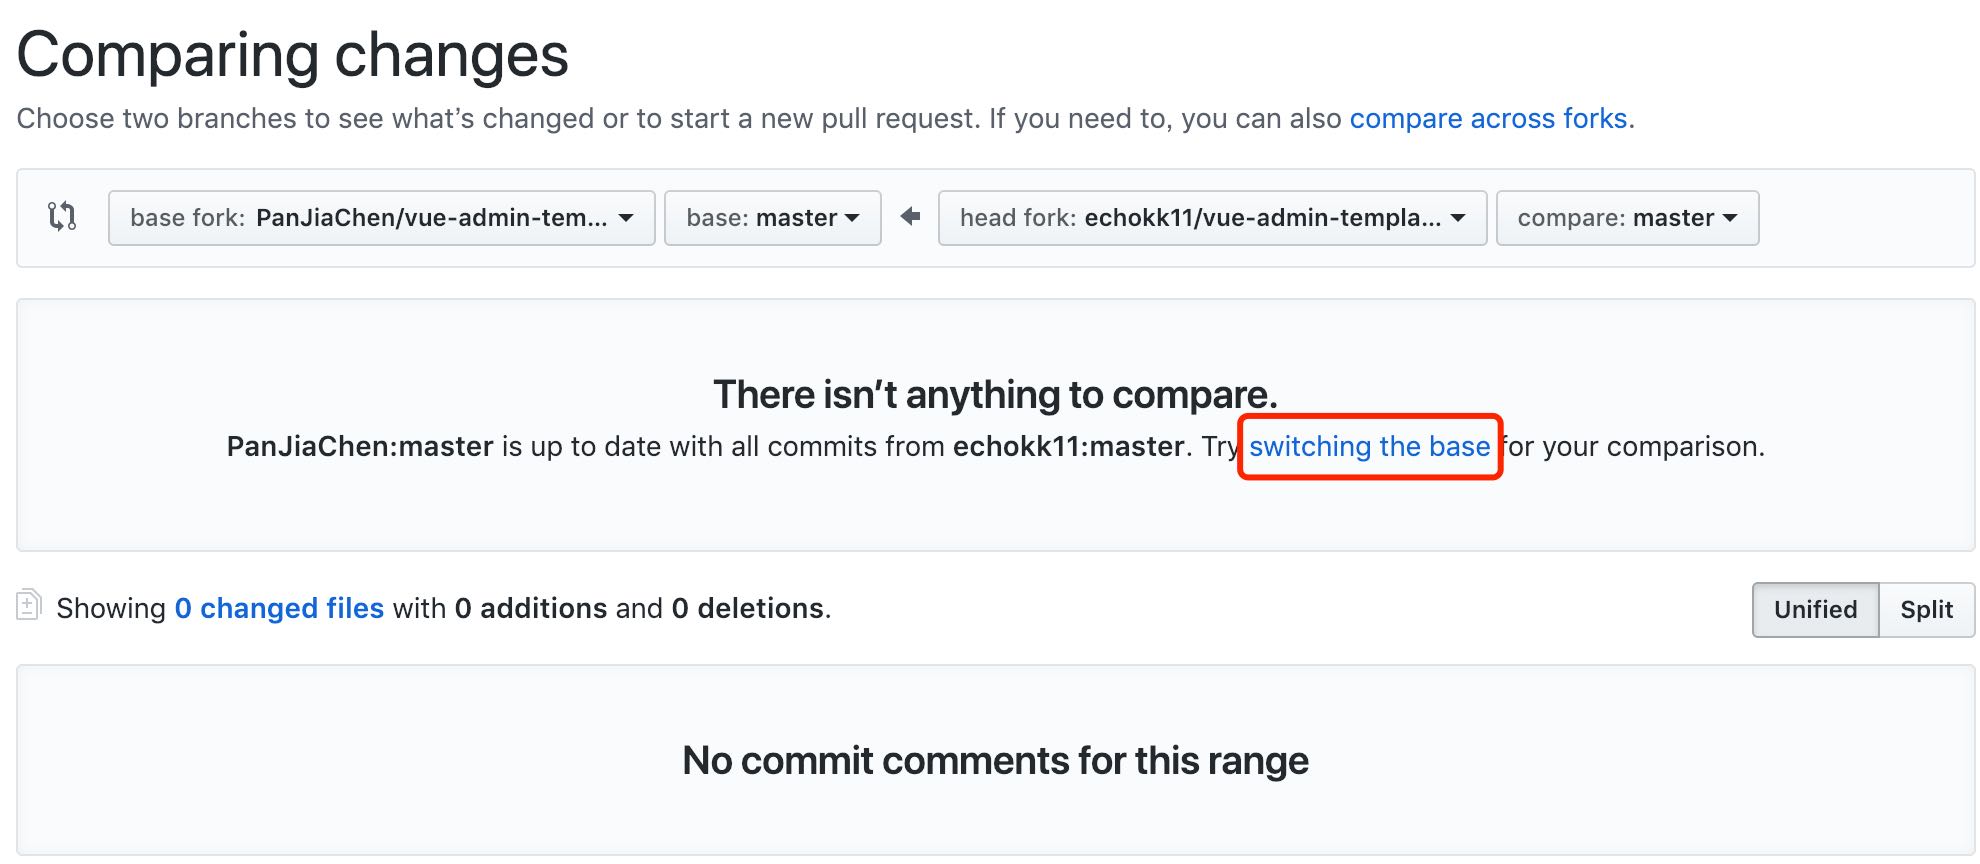 Comparing changes
Choose two branches to see what’s changed or to start a new pull request. If you need to, you can also compare across forks.
base fork: PanJiaChen/vue-admin-tem... base: master head fork: echokk11/vue-admin-templa... compare: master
There isn’t anything to compare.
PanJiaChen:master is up to date with all commits from echokk11:master. Try switching the base for your comparison.
Showing 0 changed files with 0 additions and 0 deletions. Unified Split
No commit comments for this range